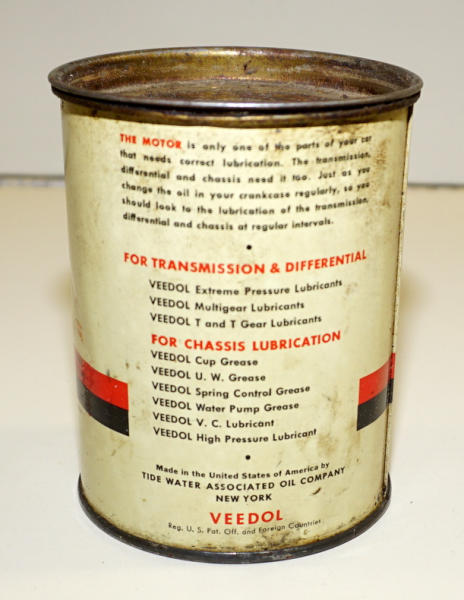 THE MOTOR is only one of the parts of your car
that needs correct lubrication. The transmission,
differential and chassis need it too. Just as you
change the oil in your crankcase regularly, so you
should look to the lubrication of the transmission,
differential and chassis at regular intervals.
FOR TRANSMISSION & DIFFERENTIAL
VEEDOL Extreme Pressure Lubricants
VEEDOL Multigear Lubricants
VEEDOL T and T Gear Lubricants
FOR CHASSIS LUBRICATION
VEEDOL Cup Grease
VEEDOL U. W. Grease
VEEDOL Spring Control Grease
VEEDOL Water Pump Grease
VEEDOL V. C. Lubricant
VEEDOL High Pressure Lubricant
Made in the United States of America by
TIDE WATER ASSOCIATED OIL COMPANY
NEW YORK
VEEDOL
Reg. U. S. Pat. Off. and Foreign Countries